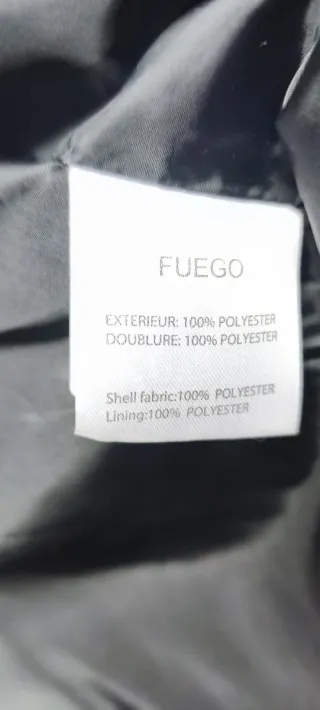 FUEGO
EXTERIEUR: 100% POLYESTER
DOUBLURE: 100% POLYESTER
Shell fabric:100% POLYESTER
Lining:100% POLYESTER